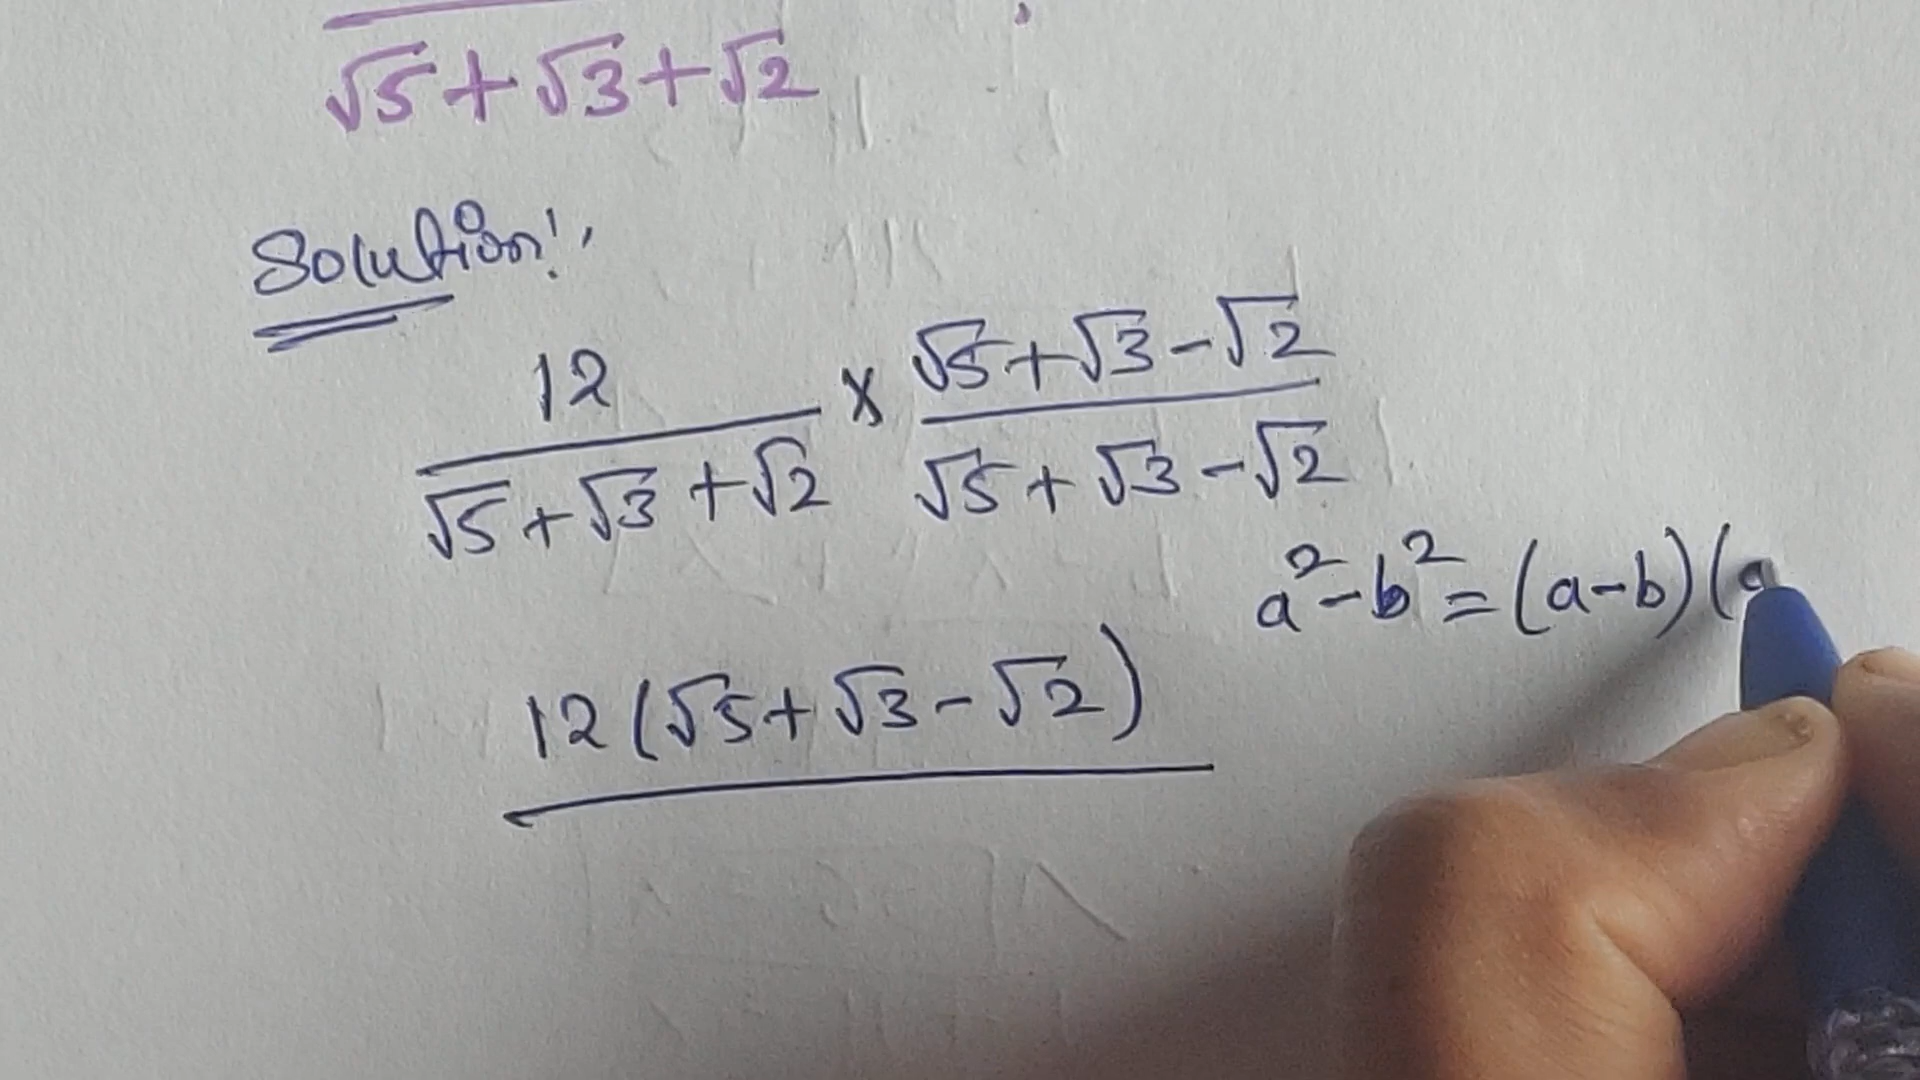 √5 + √3 + √2
Solution:
12 / (√5 + √3 + √2) × (√5 + √3 - √2) / (√5 + √3 - √2)
a² - b² = (a - b) (a
12 (√5 + √3 - √2)